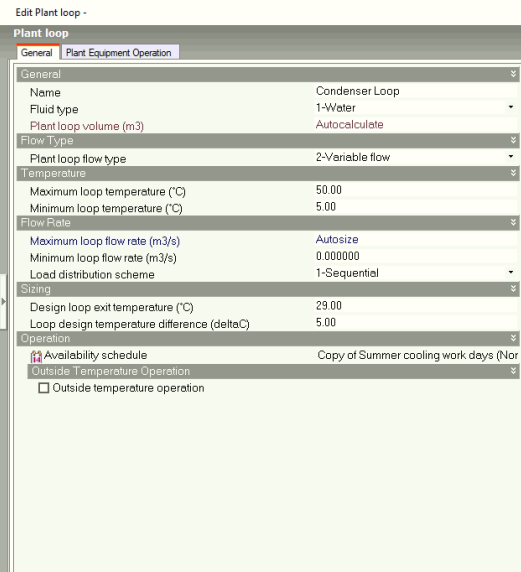 Edit Plant loop -
Plant loop
General Plant Equipment Operation
General
Name Condenser Loop
Fluid type 1-Water
Plant loop volume (m3) Autocalculate
Flow Type
Plant loop flow type 2-Variable flow
Temperature
Maximum loop temperature (°C) 50.00
Minimum loop temperature (°C) 5.00
Flow Rate
Maximum loop flow rate (m3/s) Autosize
Minimum loop flow rate (m3/s) 0.000000
Load distribution scheme 1-Sequential
Sizing
Design loop exit temperature (°C) 29.00
Loop design temperature difference (deltaC) 5.00
Operation
14 Availability schedule Copy of Summer cooling work days (Nor
Outside Temperature Operation
Outside temperature operation